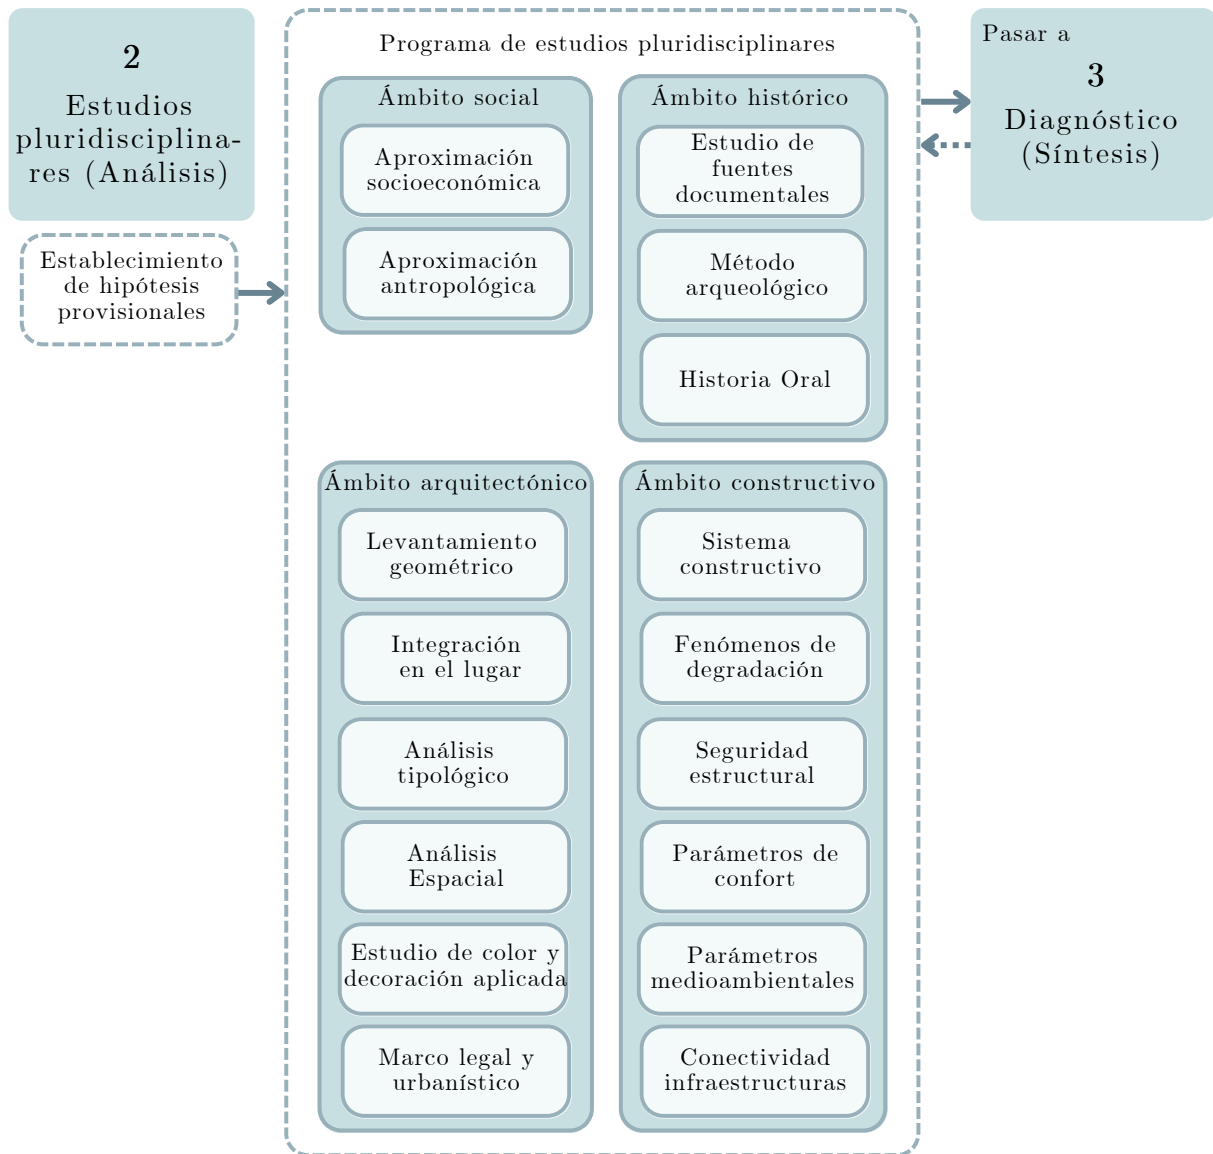 2
Estudios
pluridisciplina-
res (Análisis)
Establecimiento
de hipótesis
provisionales
Programa de estudios pluridisciplinares
Ámbito social
Aproximación
socioeconómica
Aproximación
antropológica
Ámbito histórico
Estudio de
fuentes
documentales
Método
arqueológico
Historia Oral
Ámbito arquitectónico
Levantamiento
geométrico
Integración
en el lugar
Análisis
tipológico
Análisis
Espacial
Estudio de color y
decoración aplicada
Marco legal y
urbanístico
Ámbito constructivo
Sistema
constructivo
Fenómenos de
degradación
Seguridad
estructural
Parámetros de
confort
Parámetros
medioambientales
Conectividad
infraestructuras
Pasar a
3
Diagnóstico
(Síntesis)